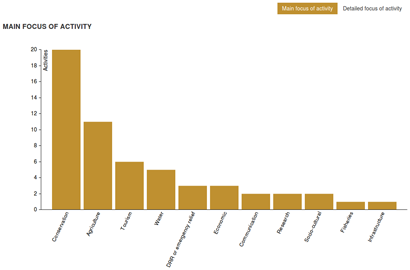 Main focus of activity
Detailed focus of activity
MAIN FOCUS OF ACTIVITY
Activities
20
18
16
14
12
10
8
6
4
2
0
Conservation
Agriculture
Tourism
Water
DRR or emergency relief
Economic
Communication
Research
Socio-cultural
Fisheries
Infrastructure